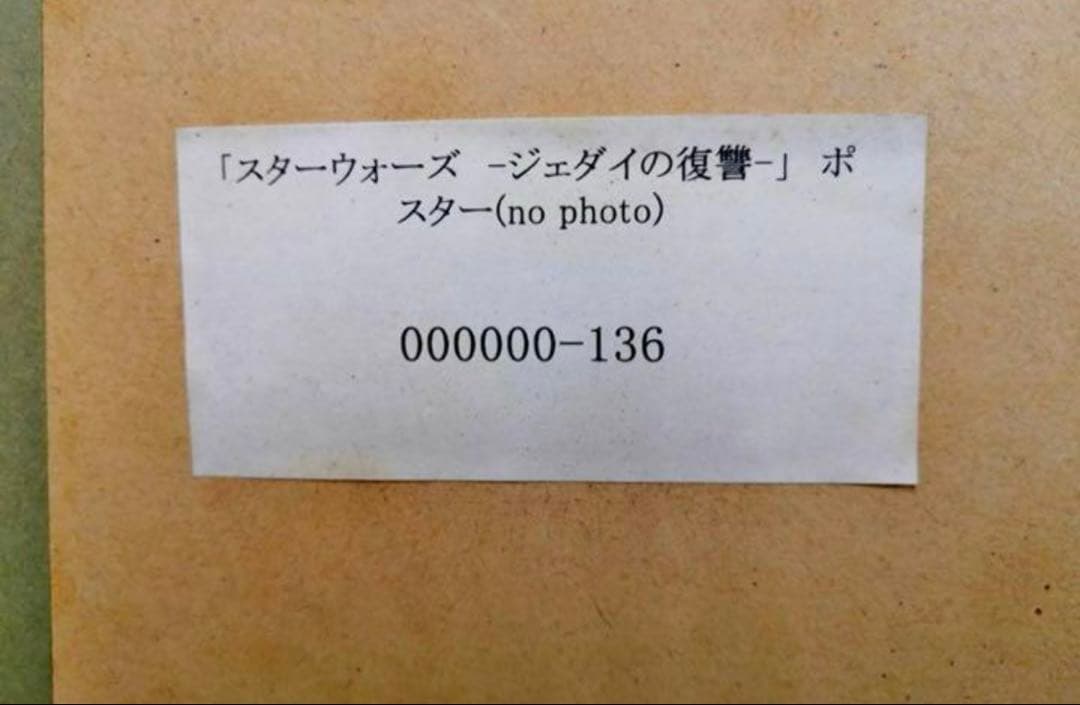 「スターウォーズ　-ジェダイの復讐-」　ポ
スター(no photo)
000000-136